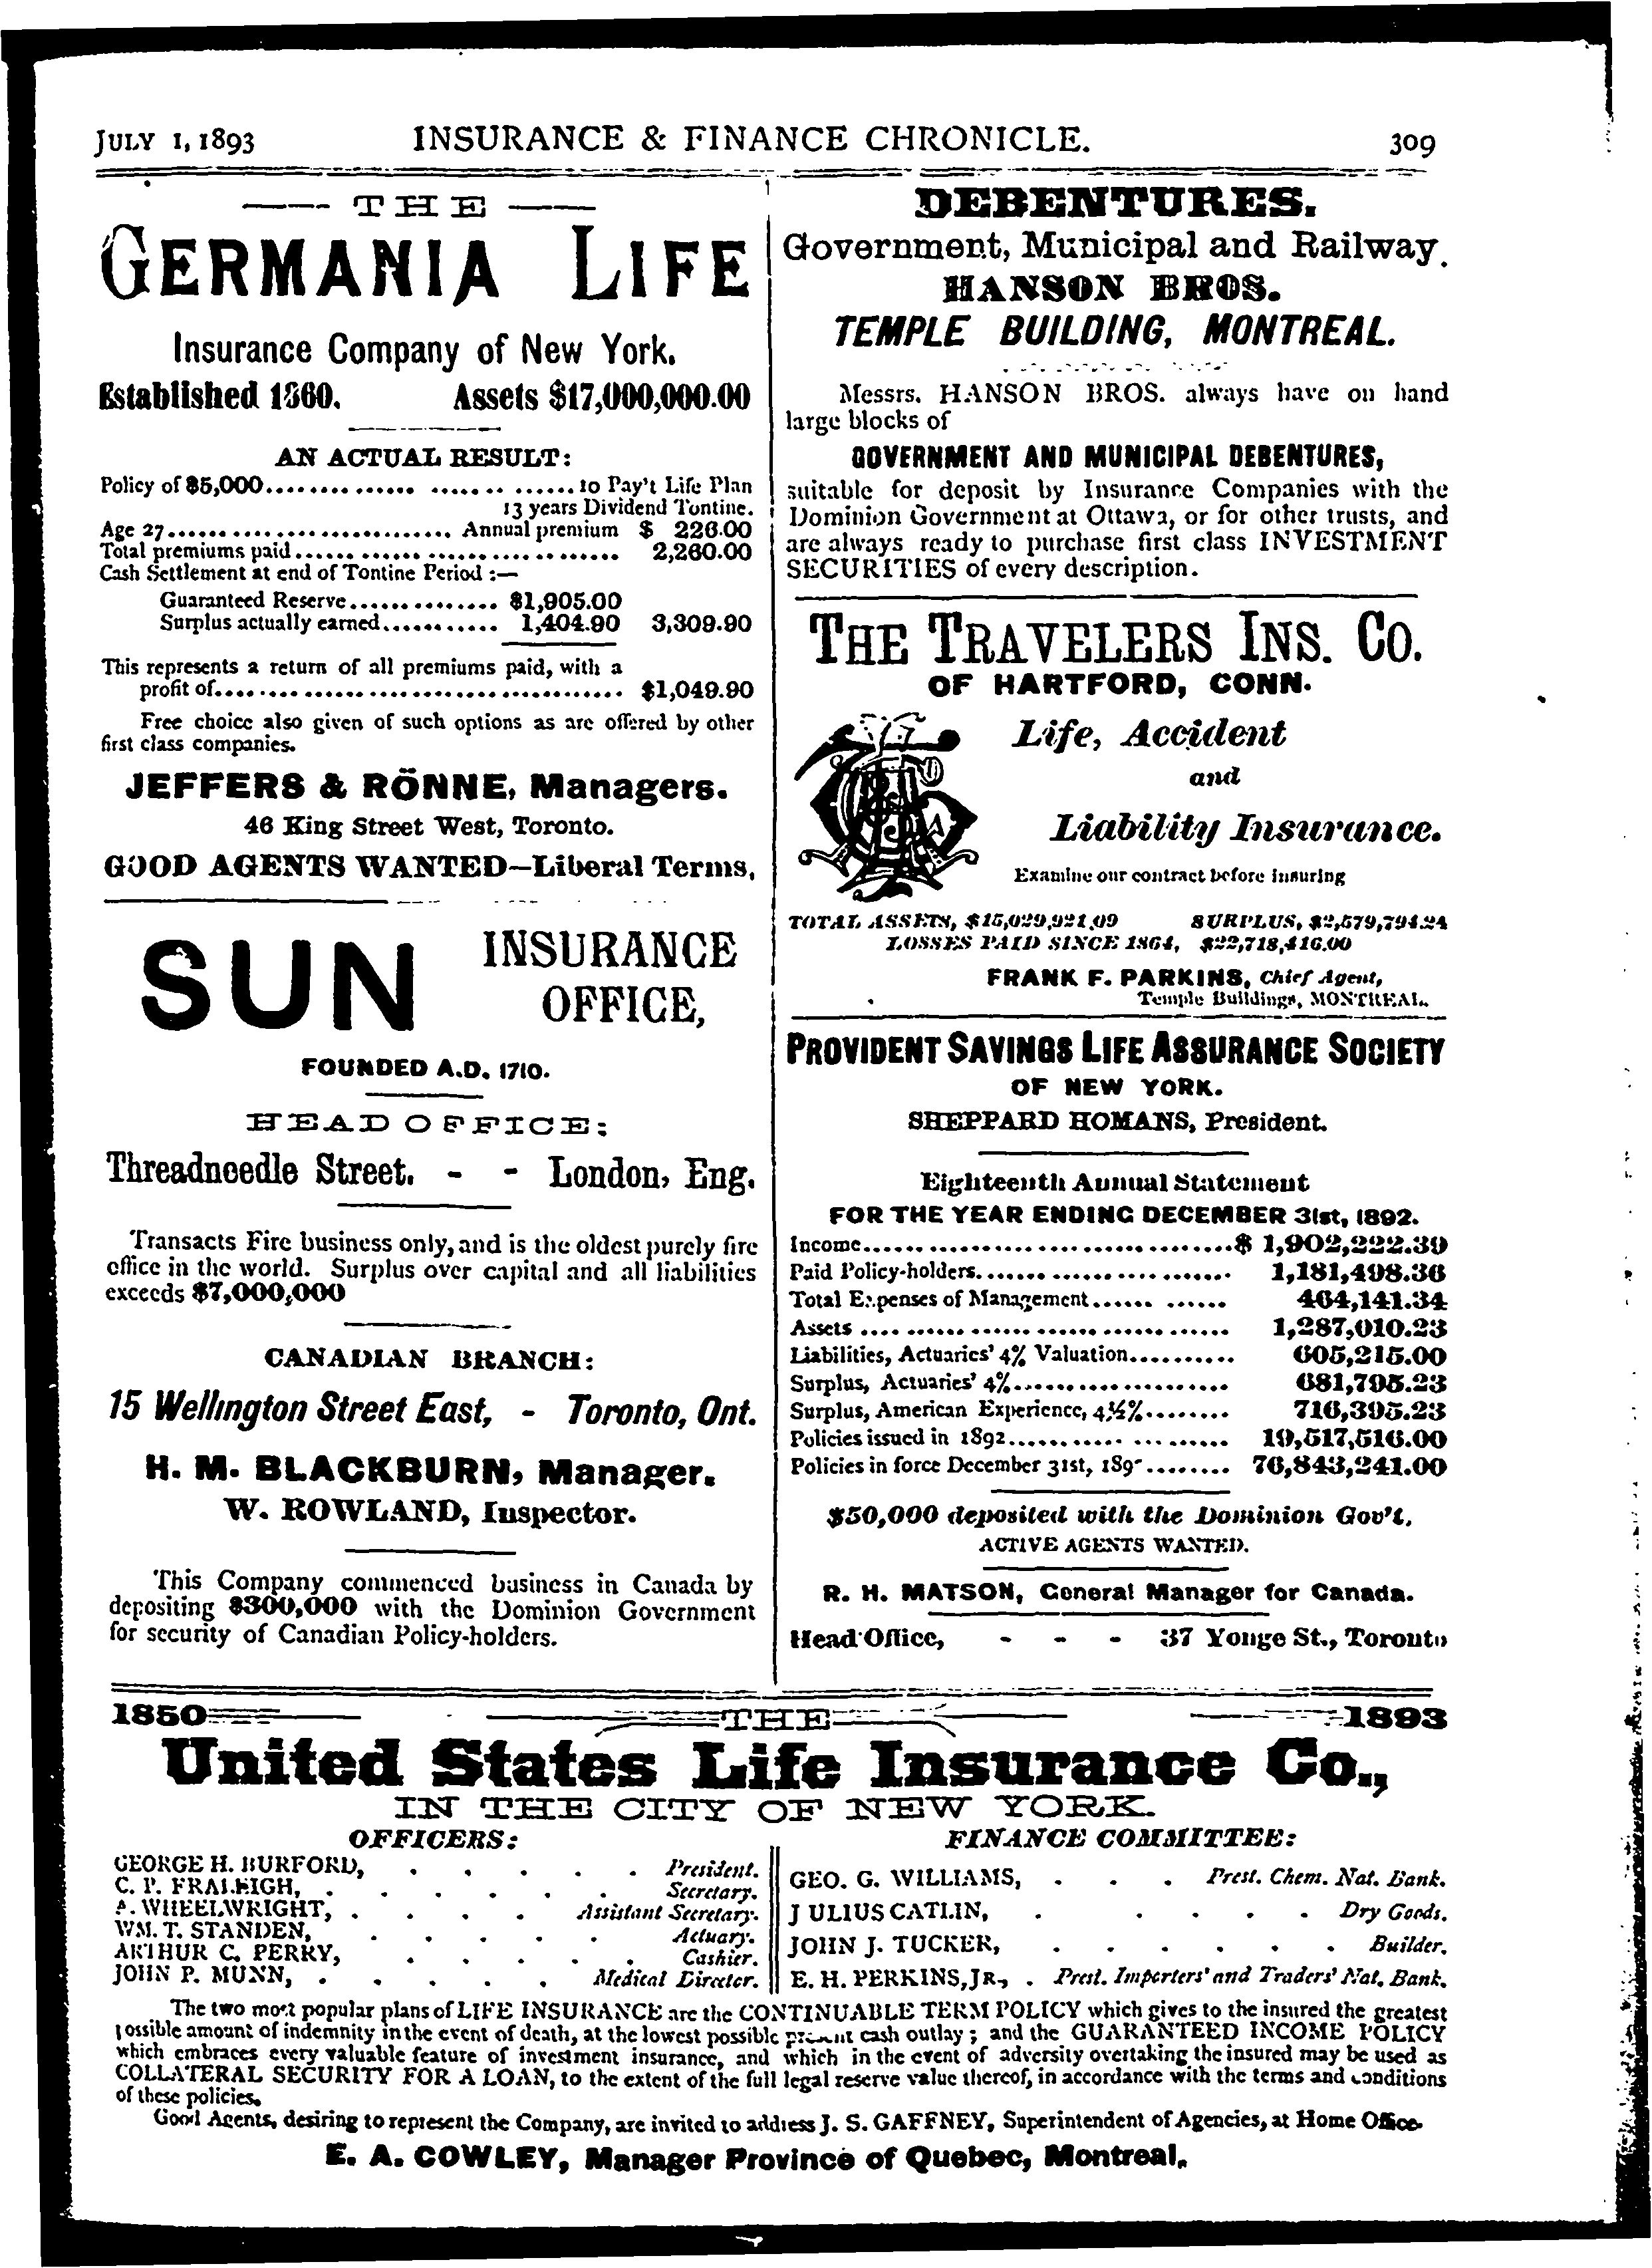 JULY 1, 1893 INSURANCE & FINANCE CHRONICLE. 309
THE
GERMANIA LIFE
Insurance Company of New York.
Established 1860. Assets $17,000,000.00
AN ACTUAL RESULT:
Policy of $5,000.................. 10 Pay't Life Plan
13 years Dividend Tontine.
Age 27.................. Annual premium $ 226.00
Total premiums paid.................. 2,260.00
Cash Settlement at end of Tontine Period :—
Guaranteed Reserve.............. $1,905.00
Surplus actually earned........... 1,404.90 3,309.90
This represents a return of all premiums paid, with a
profit of.................. $1,049.90
Free choice also given of such options as are offered by other
first class companies.
JEFFERS & RÖNNE, Managers.
46 King Street West, Toronto.
GOOD AGENTS WANTED—Liberal Terms,
SUN INSURANCE
OFFICE,
FOUNDED A.D. 1710.
HEAD OFFICE:
Threadneedle Street. - - London, Eng.
Transacts Fire business only, and is the oldest purely fire
office in the world. Surplus over capital and all liabilities
exceeds $7,000,000
CANADIAN BRANCH:
15 Wellington Street East, - Toronto, Ont.
H. M. BLACKBURN, Manager.
W. ROWLAND, Inspector.
This Company commenced business in Canada by
depositing $300,000 with the Dominion Government
for security of Canadian Policy-holders.
DEBENTURES.
Government, Municipal and Railway.
HANSON BROS.
TEMPLE BUILDING, MONTREAL.
Messrs. HANSON BROS. always have on hand
large blocks of
GOVERNMENT AND MUNICIPAL DEBENTURES,
suitable for deposit by Insurance Companies with the
Dominion Government at Ottawa, or for other trusts, and
are always ready to purchase first class INVESTMENT
SECURITIES of every description.
THE TRAVELERS INS. CO.
OF HARTFORD, CONN.
Life, Accident
and
Liability Insurance.
Examine our contract before insuring
TOTAL ASSETS, $15,029,921.09 SURPLUS, $2,579,794.24
LOSSES PAID SINCE 1864, $22,718,416.00
FRANK F. PARKINS, Chief Agent,
Temple Buildings, MONTREAL.
PROVIDENT SAVINGS LIFE ASSURANCE SOCIETY
OF NEW YORK.
SHEPPARD HOMANS, President.
Eighteenth Annual Statement
FOR THE YEAR ENDING DECEMBER 31st, 1892.
Income.................. $ 1,902,222.39
Paid Policy-holders.................. 1,181,498.36
Total Expenses of Management...... ...... 464,141.34
Assets .................. 1,287,010.23
Liabilities, Actuaries' 4% Valuation.......... 605,215.00
Surplus, Actuaries' 4%.................. 681,795.23
Surplus, American Experience, 4½%........ 716,395.23
Policies issued in 1892.................. 19,517,516.00
Policies in force December 31st, 189........ 76,843,241.00
$50,000 deposited with the Dominion Gov't.
ACTIVE AGENTS WANTED.
R. H. MATSON, General Manager for Canada.
Head Office, - - - 37 Yonge St., Toronto
1850 THE 1893
United States Life Insurance Co.,
IN THE CITY OF NEW YORK.
OFFICERS:
GEORGE H. BURFORD, . . . . . President.
C. P. FRALEIGH, . . . . . Secretary.
A. WHEELWRIGHT, . . . . Assistant Secretary.
WM. T. STANDEN, . . . . . Actuary.
ARTHUR C. PERRY, . . . . . Cashier.
JOHN P. MUNN, . . . . . Medical Director.
FINANCE COMMITTEE:
GEO. G. WILLIAMS, . . . Prest. Chem. Nat. Bank.
JULIUS CATLIN, . . . . . Dry Goods.
JOHN J. TUCKER, . . . . . . Builder.
E. H. PERKINS, JR., . Prest. Importers' and Traders' Nat. Bank.
The two most popular plans of LIFE INSURANCE are the CONTINUABLE TERM POLICY which gives to the insured the greatest
possible amount of indemnity in the event of death, at the lowest possible present cash outlay ; and the GUARANTEED INCOME POLICY
which embraces every valuable feature of investment insurance, and which in the event of adversity overtaking the insured may be used as
COLLATERAL SECURITY FOR A LOAN, to the extent of the full legal reserve value thereof, in accordance with the terms and conditions
of these policies.
Good Agents, desiring to represent the Company, are invited to address J. S. GAFFNEY, Superintendent of Agencies, at Home Office.
E. A. COWLEY, Manager Province of Quebec, Montreal.